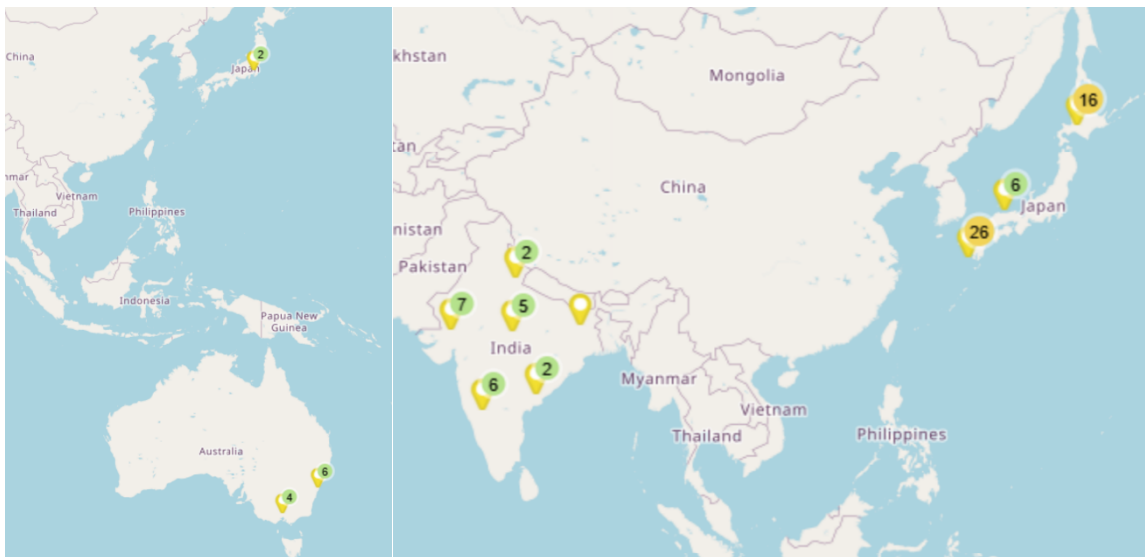 China
2
Japan
nmar
Vietnam
Thailand
Philippines
Indonesia
Papua New
Guinea
Australia
6
4
khstan
Mongolia
16
tan
China
6
Japan
nistan
26
2
Pakistan
7
5
India
2
6
Myanmar
Vietnam
Thailand
Philippines